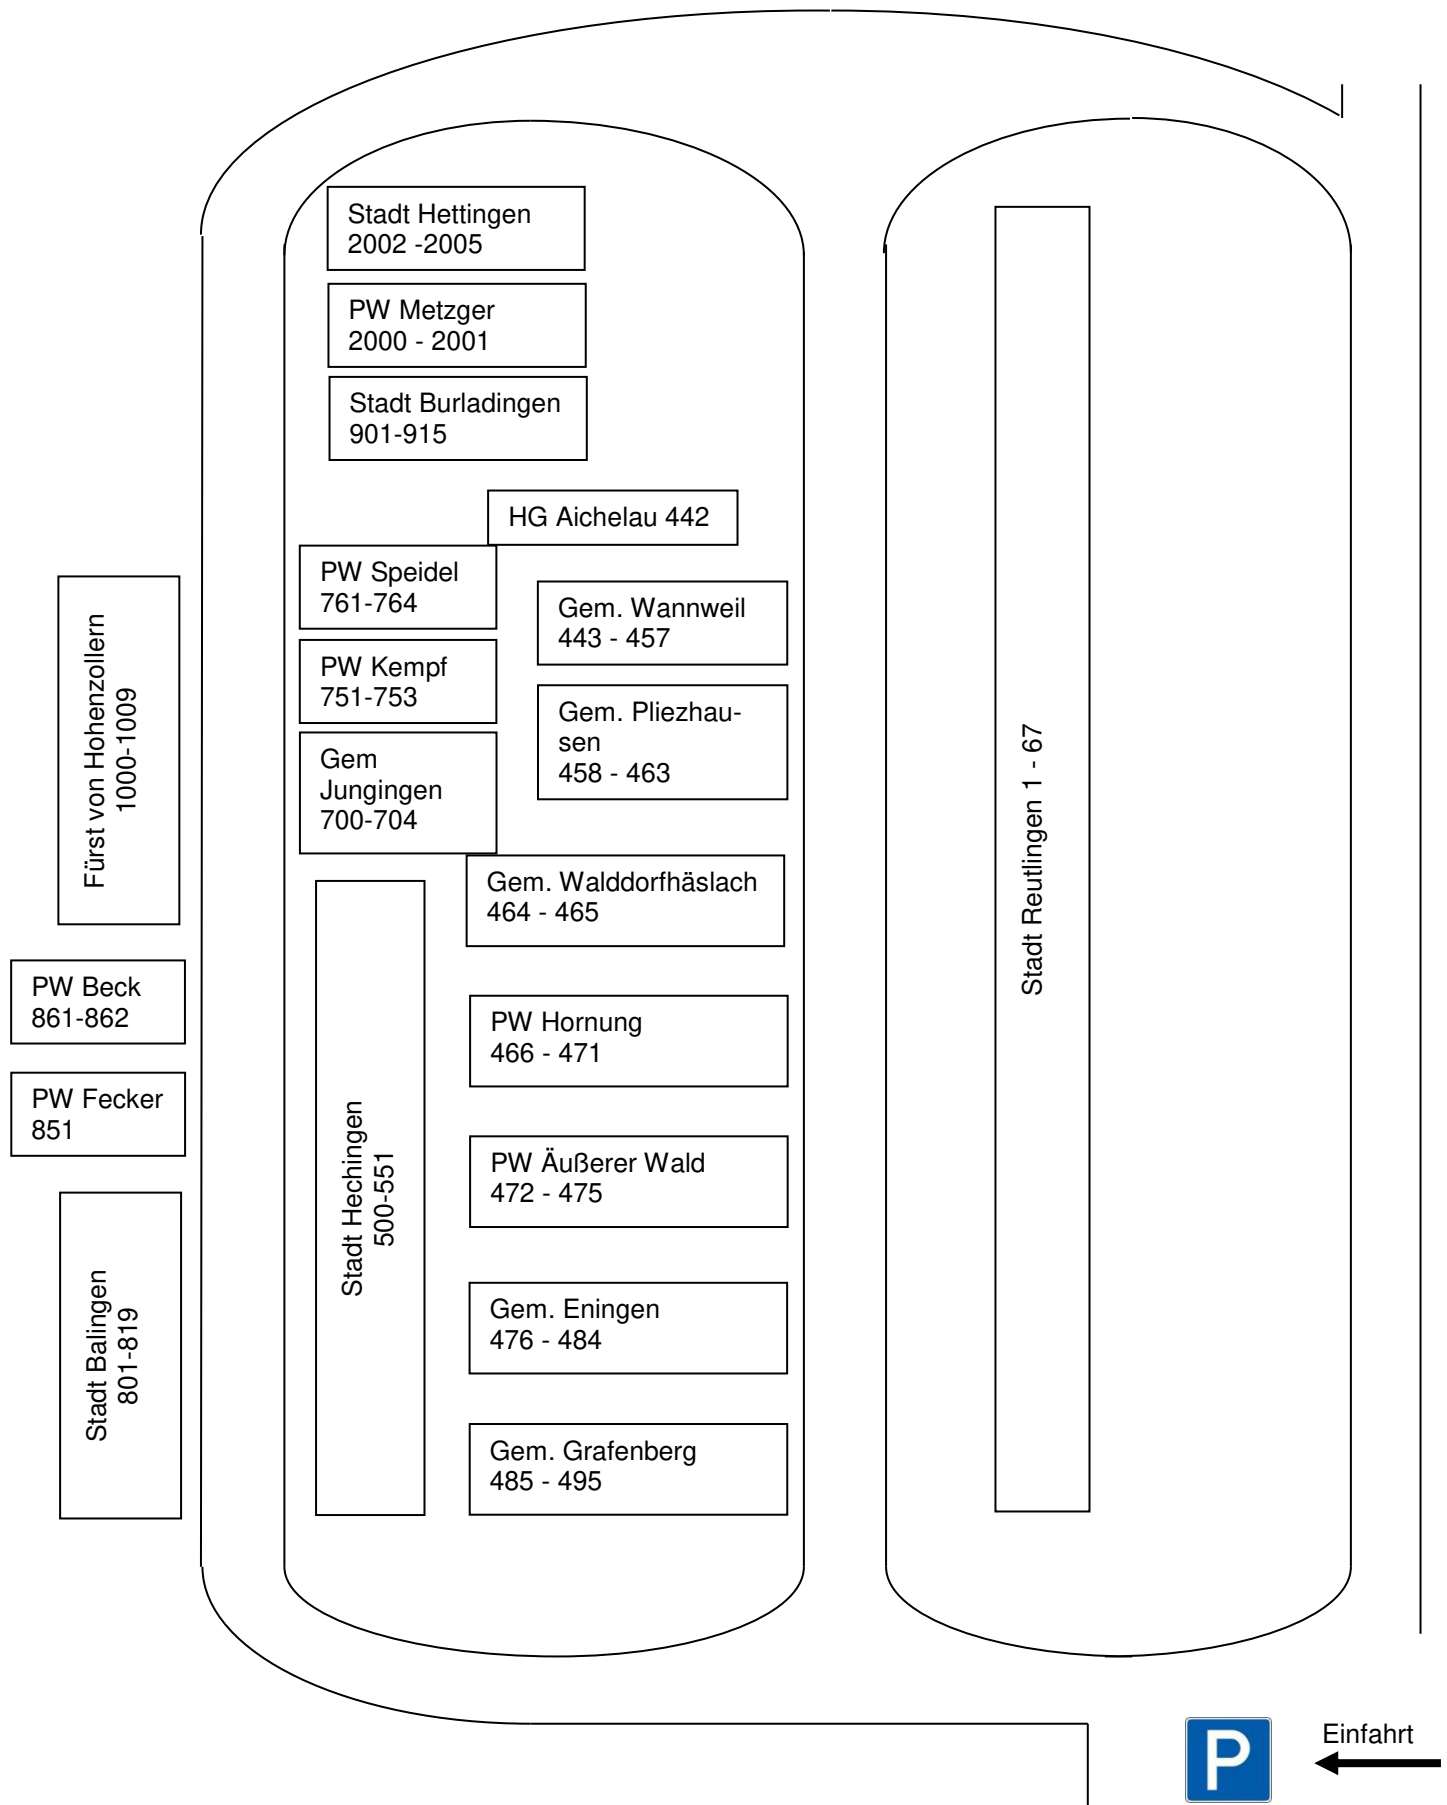 Stadt Hettingen
2002 -2005
PW Metzger
2000 - 2001
Stadt Burladingen
901-915
HG Aichelau 442
PW Speidel
761-764
Gem. Wannweil
443 - 457
PW Kempf
751-753
Gem. Pliezhau-
sen
458 - 463
Gem
Jungingen
700-704
Gem. Walddorfhäslach
464 - 465
Fürst von Hohenzollern
1000-1009
PW Beck
861-862
PW Fecker
851
Stadt Balingen
801-819
Stadt Hechingen
500-551
PW Hornung
466 - 471
PW Äußerer Wald
472 - 475
Gem. Eningen
476 - 484
Gem. Grafenberg
485 - 495
Stadt Reutlingen 1 - 67
P
Einfahrt